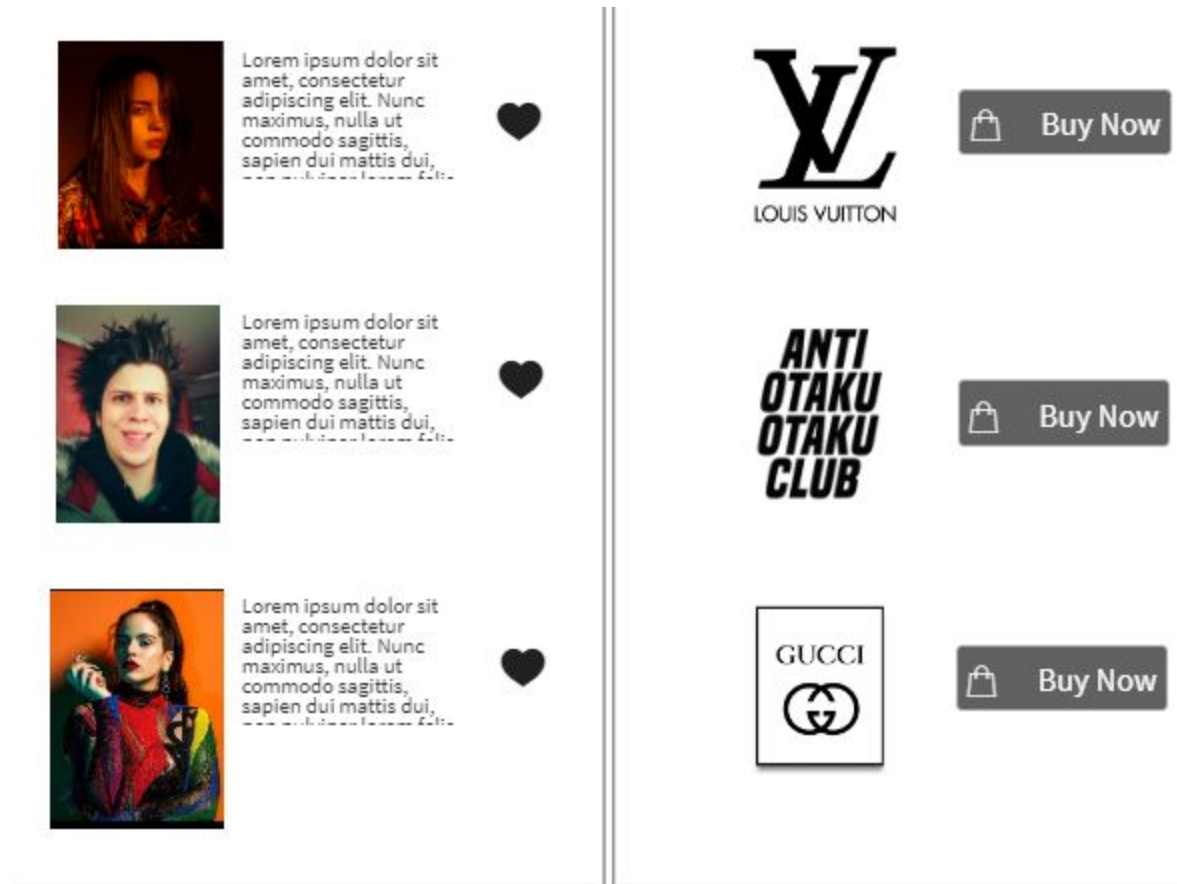 Lorem ipsum dolor sit
amet, consectetur
adipiscing elit. Nunc
maximus, nulla ut
commodo sagittis,
sapien dui mattis dui,
Lorem ipsum dolor sit
amet, consectetur
adipiscing elit. Nunc
maximus, nulla ut
commodo sagittis,
sapien dui mattis dui,
Lorem ipsum dolor sit
amet, consectetur
adipiscing elit. Nunc
maximus, nulla ut
commodo sagittis,
sapien dui mattis dui,
LV
LOUIS VUITTON
Buy Now
ANTI
OTAKU
OTAKU
CLUB
Buy Now
GUCCI
Buy Now